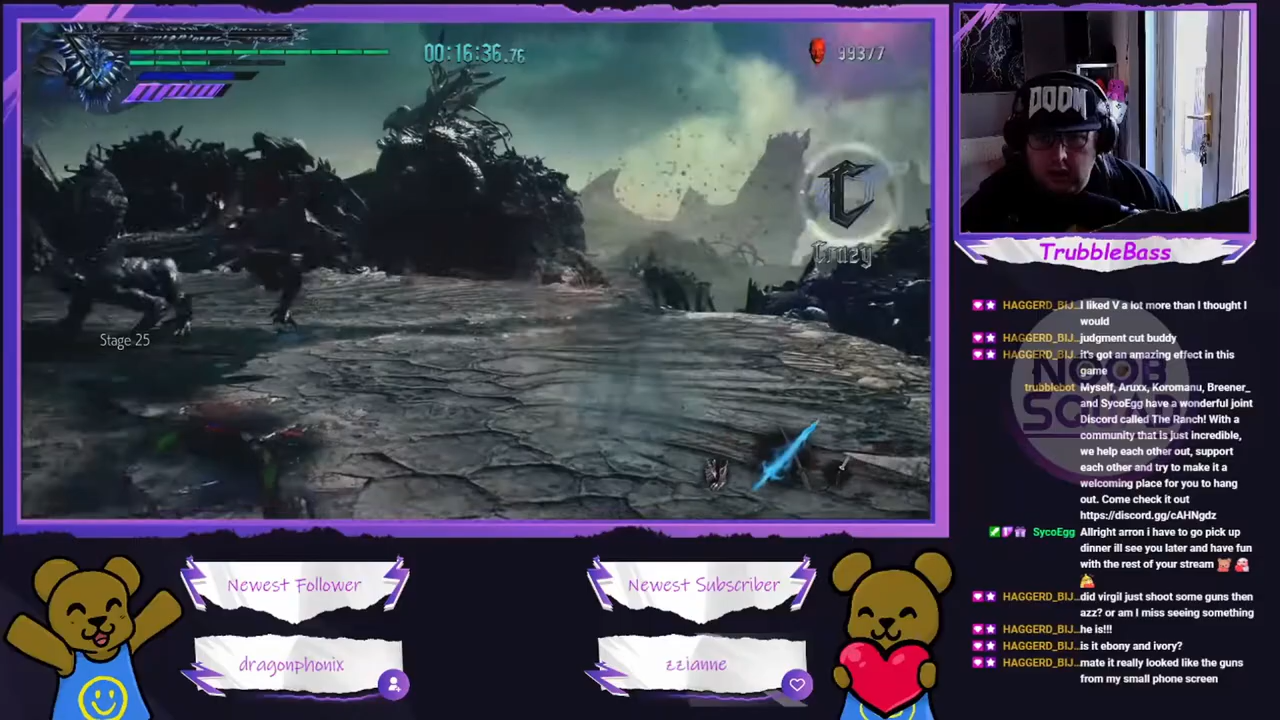 00:16:36.76
99377
C
Crazy
Stage 25
DOOM
TrubbleBass
HAGGERD_BIJ... I liked V a lot more than I thought I
would
HAGGERD_BIJ... judgment cut buddy
HAGGERD_BIJ... it's got an amazing effect in this
game
trubblebot Myself, Aruxx, Koromanu, Breener_
and SycoEgg have a wonderful joint
Discord called The Ranch! With a
community that is just incredible,
we help each other out, support
each other and try to make it a
welcoming place for you to hang
out. Come check it out
https://discord.gg/cAHNgdz
SycoEgg Allright arron i have to go pick up
dinner ill see you later and have fun
with the rest of your stream
HAGGERD_BIJ... did virgil just shoot some guns then
azz? or am I miss seeing something
HAGGERD_BIJ... he is!!!
HAGGERD_BIJ... is it ebony and ivory?
HAGGERD_BIJ... mate it really looked like the guns
from my small phone screen
NOOB
SQUAD
Newest Follower
dragonphonix
Newest Subscriber
zzianne